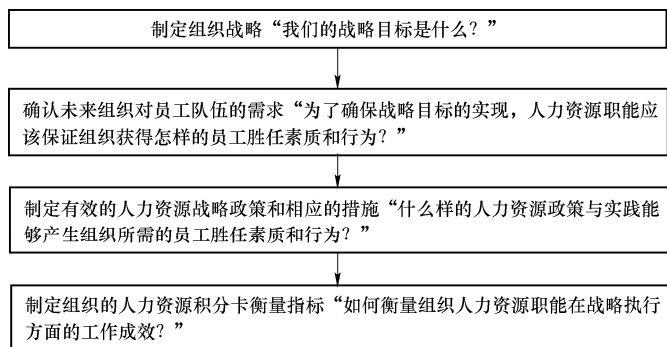 制定组织战略“我们的战略目标是什么？”
确认未来组织对员工队伍的需求“为了确保战略目标的实现，人力资源职能应
该保证组织获得怎样的员工胜任素质和行为？”
制定有效的人力资源战略政策和相应的措施“什么样的人力资源政策与实践能
够产生组织所需的员工胜任素质和行为？”
制定组织的人力资源积分卡衡量指标“如何衡量组织人力资源职能在战略执行
方面的工作成效？”